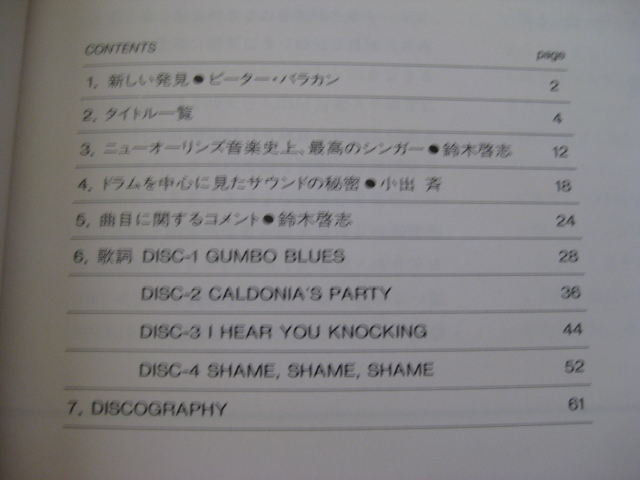 CONTENTS page
1, 新しい発見●ピーター・バラカン 2
2, タイトル一覧 4
3, ニューオーリンズ音楽史上、最高のシンガー●鈴木啓志 12
4, ドラムを中心に見たサウンドの秘密●小出 斉 18
5, 曲目に関するコメント●鈴木啓志 24
6, 歌詞 DISC-1 GUMBO BLUES 28
DISC-2 CALDONIA'S PARTY 36
DISC-3 I HEAR YOU KNOCKING 44
DISC-4 SHAME, SHAME, SHAME 52
7, DISCOGRAPHY 61